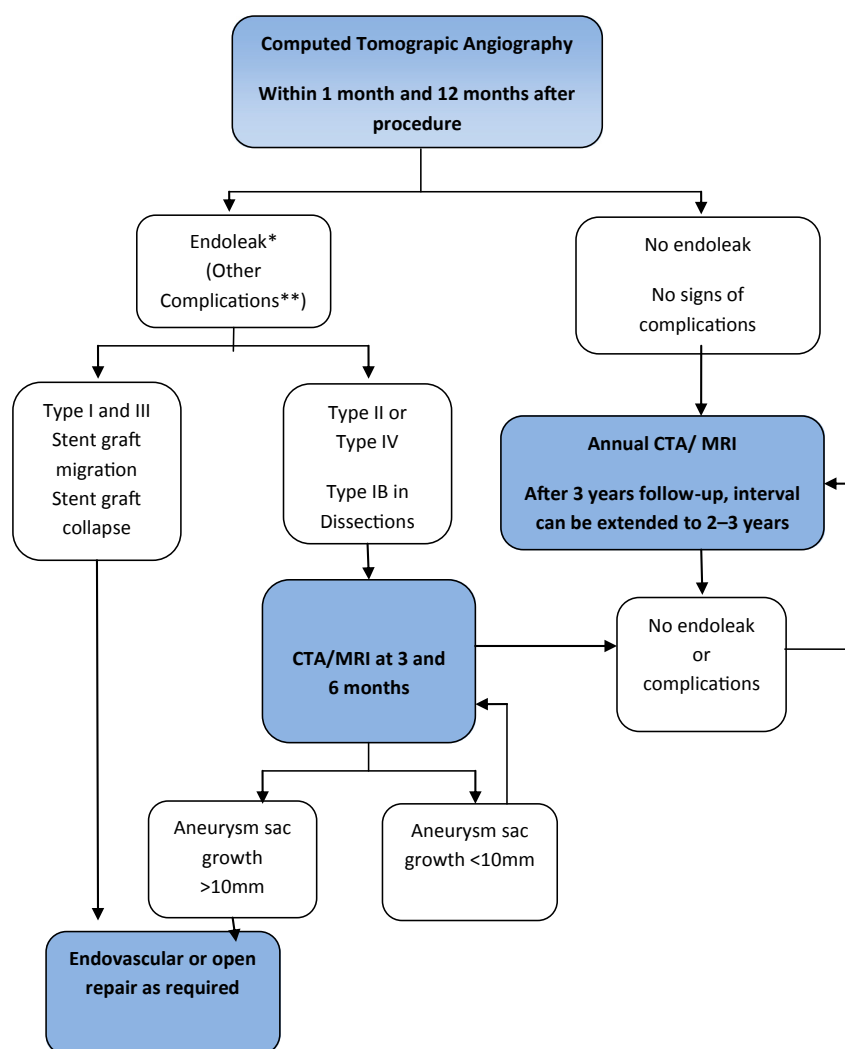 Computed Tomograpic Angiography
Within 1 month and 12 months after
procedure
Endoleak*
(Other
Complications**)
No endoleak
No signs of
complications
Type I and III
Stent graft
migration
Stent graft
collapse
Type II or
Type IV
Type IB in
Dissections
Annual CTA/ MRI
After 3 years follow-up, interval
can be extended to 2–3 years
CTA/MRI at 3 and
6 months
No endoleak
or
complications
Aneurysm sac
growth
>10mm
Aneurysm sac
growth <10mm
Endovascular or open
repair as required